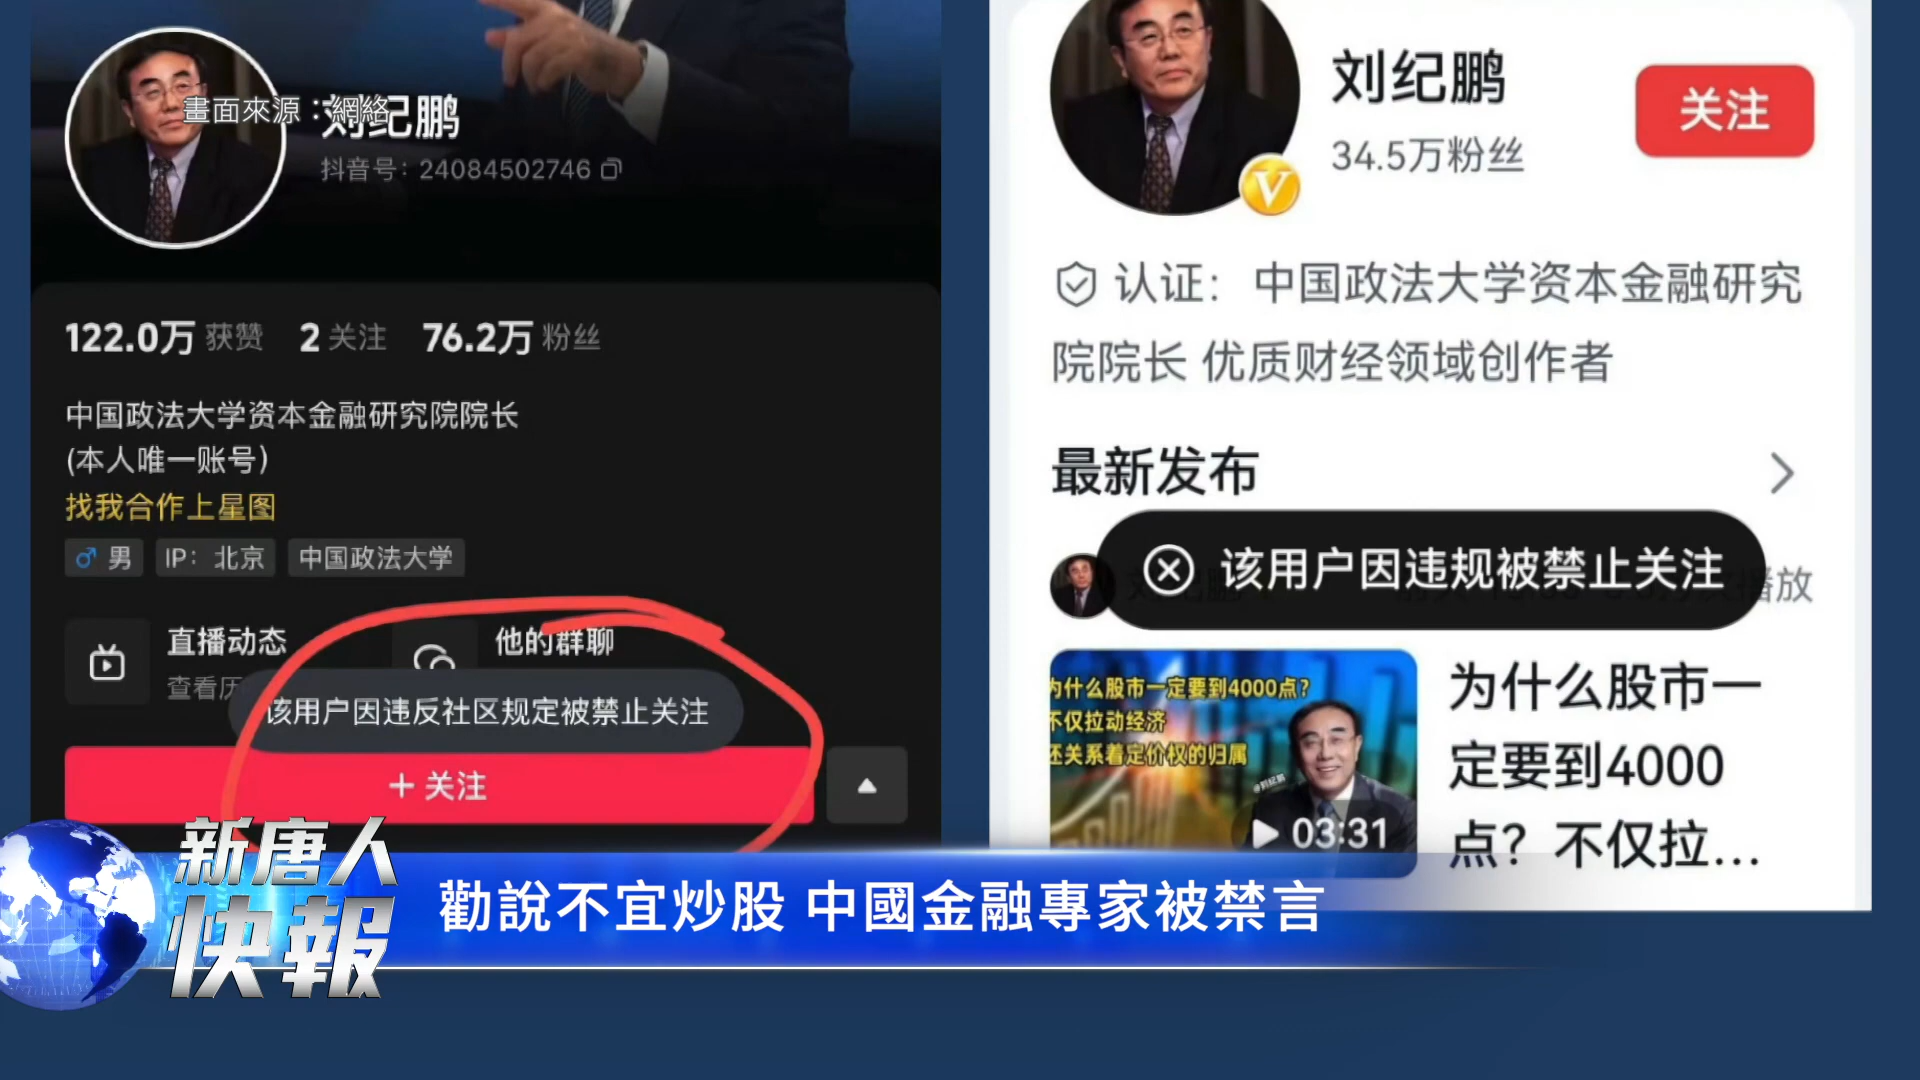 畫面來源：網絡
刘纪鹏
抖音号：24084502746
122.0万 获赞 2 关注 76.2万 粉丝
中国政法大学资本金融研究院院长
(本人唯一账号)
找我合作上星图
男 IP：北京 中国政法大学
直播动态
查看历
他的群聊
该用户因违反社区规定被禁止关注
+ 关注
刘纪鹏
34.5万粉丝
关注
认证： 中国政法大学资本金融研究
院院长 优质财经领域创作者
最新发布
该用户因违规被禁止关注
播放
为什么股市一定要到4000点?
不仅拉动经济
还关系着定价权的归属
@刘纪鹏
03:31
为什么股市一
定要到4000
点？不仅拉...
新唐人
快報
勸說不宜炒股 中國金融專家被禁言